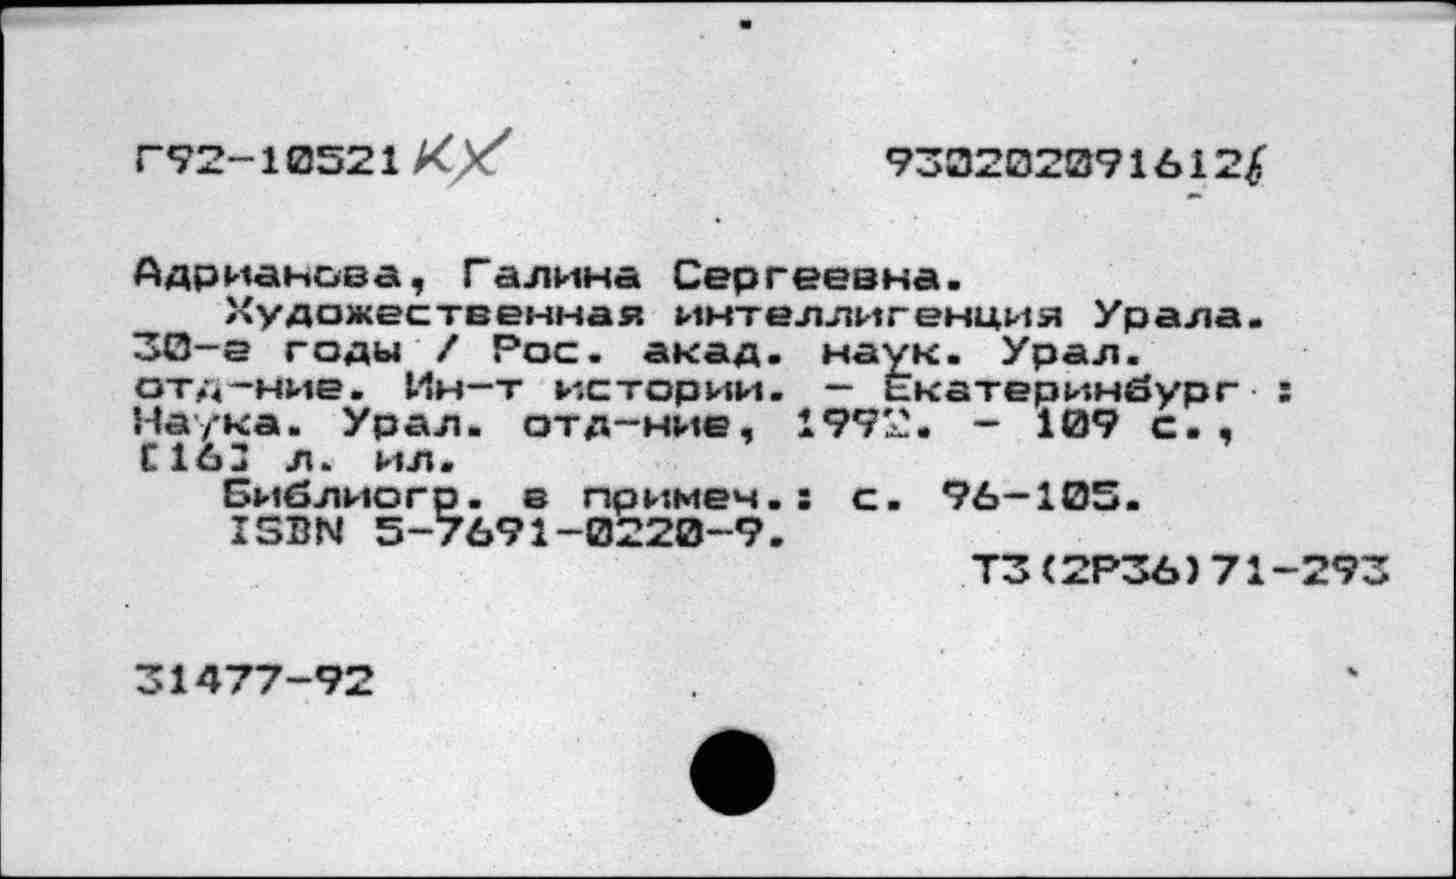 Г92-10521 КХ
930202091612
Адрианова, Галина Сергеевна.
Художественная интеллигенция Урала.
30-е годы / Рос. акад. наук. Урал.
отд-ние. Ин-т истории. - Екатеринбург :
Наука. Урал. отд-ние, 1992. - 109 с.,
[16] л. ил.
Библиогр. в примеч.: с. 96-105.
ISBN 5-7691-0220-9.
Т3(2Р36)71-293
31477-92